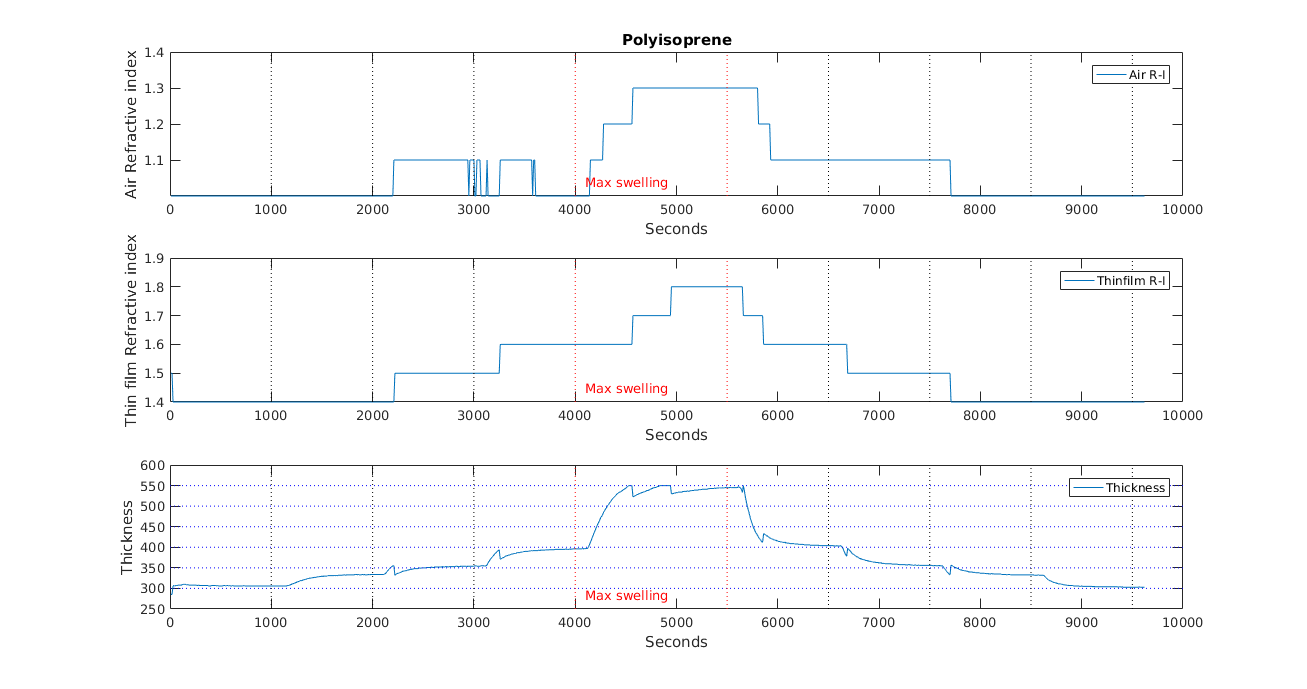 Polyisoprene
Air Refractive index
1.4
1.3
1.2
1.1
Air R-I
Max swelling
0 1000 2000 3000 4000 5000 6000 7000 8000 9000 10000
Seconds
Thin film Refractive index
1.9
1.8
1.7
1.6
1.5
1.4
Thinfilm R-I
Max swelling
0 1000 2000 3000 4000 5000 6000 7000 8000 9000 10000
Seconds
Thickness
600
550
500
450
400
350
300
250
Thickness
Max swelling
0 1000 2000 3000 4000 5000 6000 7000 8000 9000 10000
Seconds